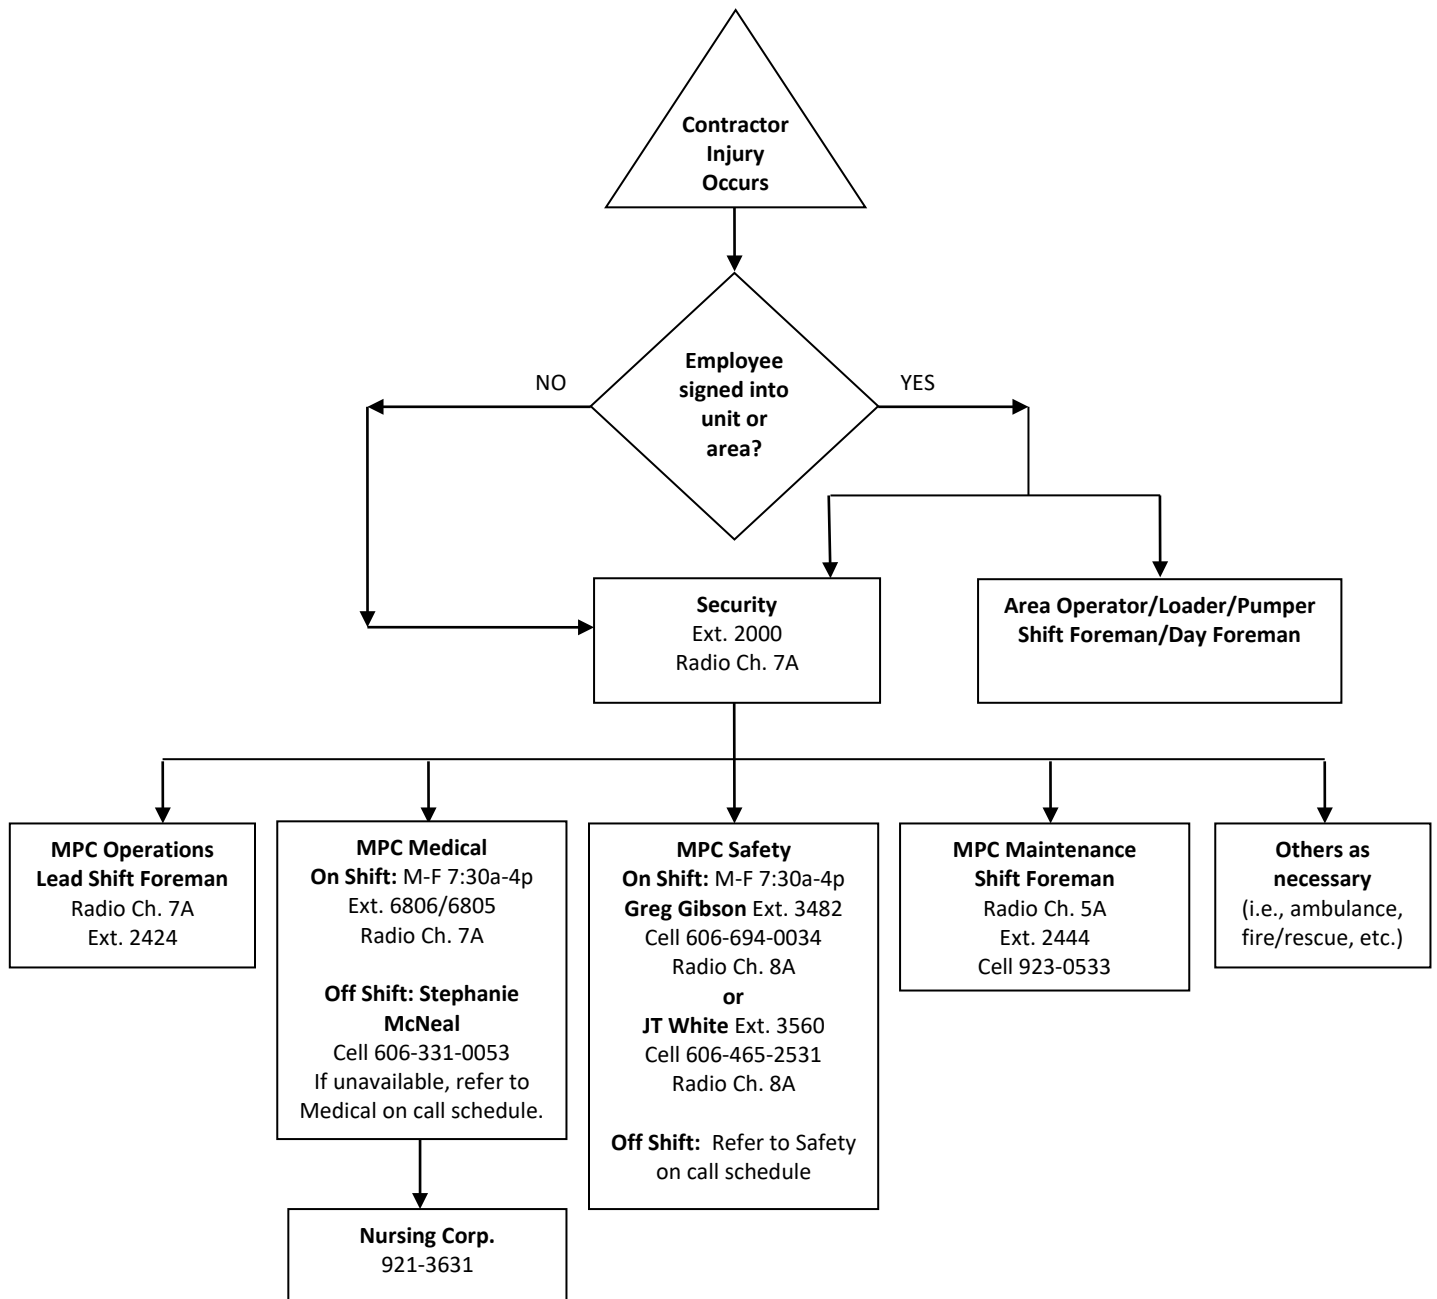 Contractor
Injury
Occurs
Employee
signed into
unit or
area?
NO
YES
Security
Ext. 2000
Radio Ch. 7A
Area Operator/Loader/Pumper
Shift Foreman/Day Foreman
MPC Operations
Lead Shift Foreman
Radio Ch. 7A
Ext. 2424
MPC Medical
On Shift: M-F 7:30a-4p
Ext. 6806/6805
Radio Ch. 7A
Off Shift: Stephanie
McNeal
Cell 606-331-0053
If unavailable, refer to
Medical on call schedule.
MPC Safety
On Shift: M-F 7:30a-4p
Greg Gibson Ext. 3482
Cell 606-694-0034
Radio Ch. 8A
or
JT White Ext. 3560
Cell 606-465-2531
Radio Ch. 8A
Off Shift: Refer to Safety
on call schedule
MPC Maintenance
Shift Foreman
Radio Ch. 5A
Ext. 2444
Cell 923-0533
Others as
necessary
(i.e., ambulance,
fire/rescue, etc.)
Nursing Corp.
921-3631